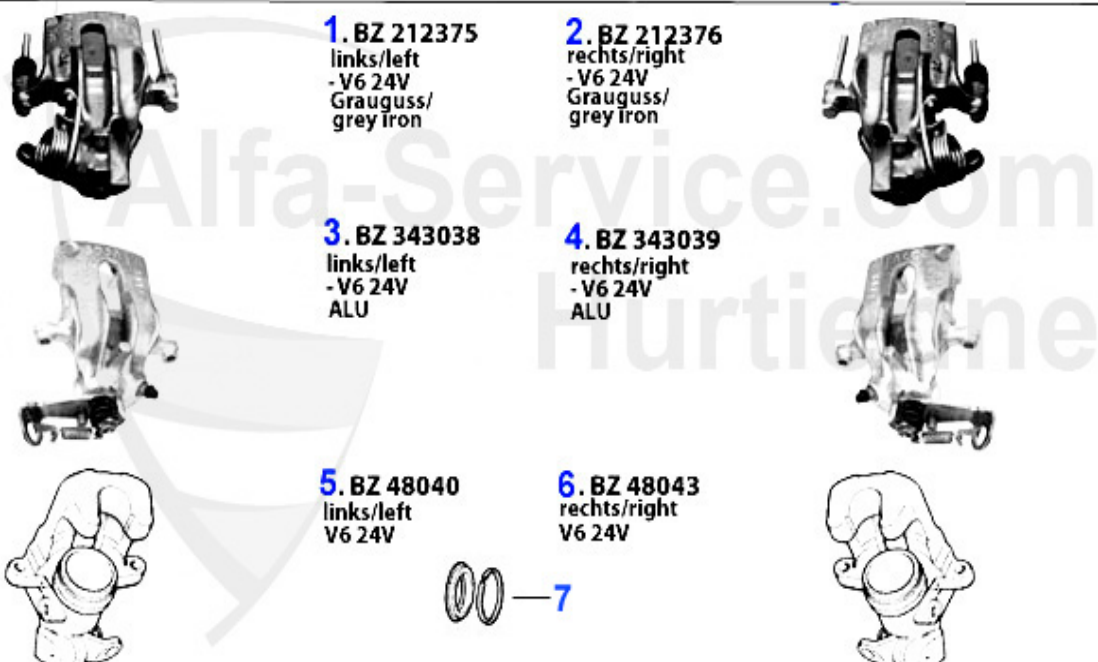 1. BZ 212375
links/left
- V6 24V
Grauguss/
grey iron
2. BZ 212376
rechts/right
- V6 24V
Grauguss/
grey iron
Alfa-Service.com
Hurtienne
3. BZ 343038
links/left
- V6 24V
ALU
4. BZ 343039
rechts/right
- V6 24V
ALU
5. BZ 48040
links/left
V6 24V
6. BZ 48043
rechts/right
V6 24V
7